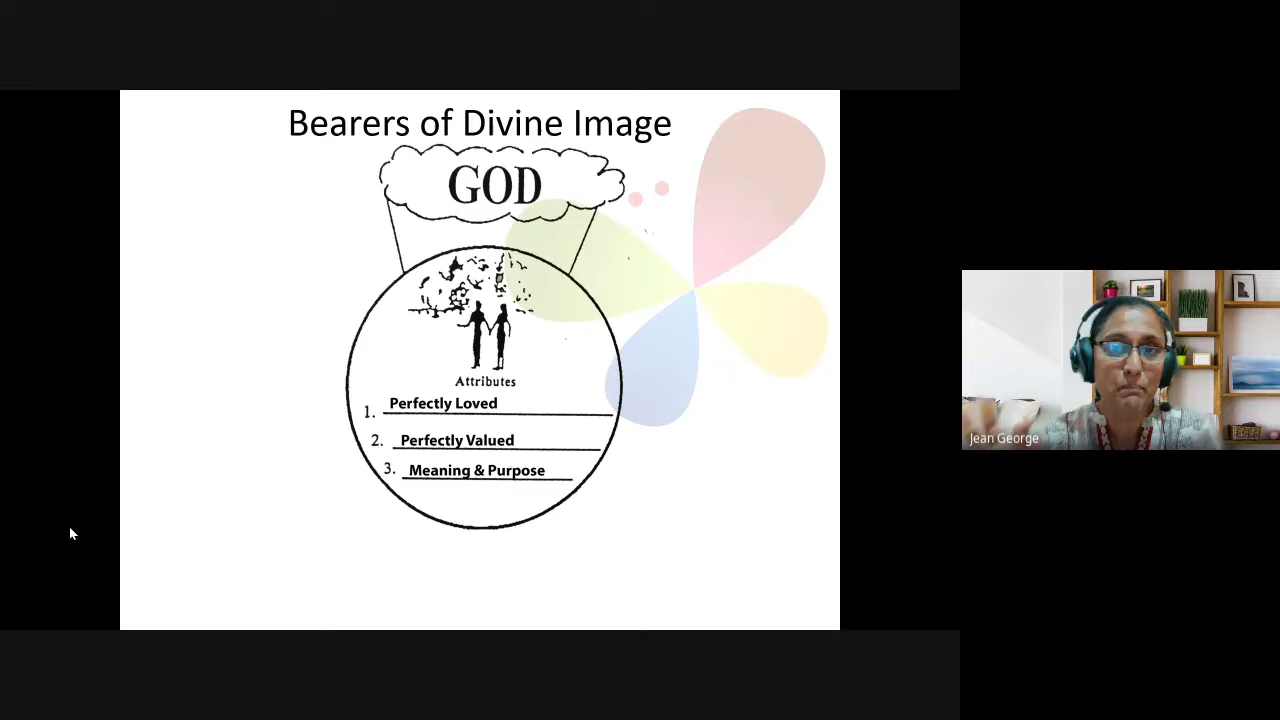 Bearers of Divine Image
GOD
Attributes
1. Perfectly Loved
2. Perfectly Valued
3. Meaning & Purpose
Jean George